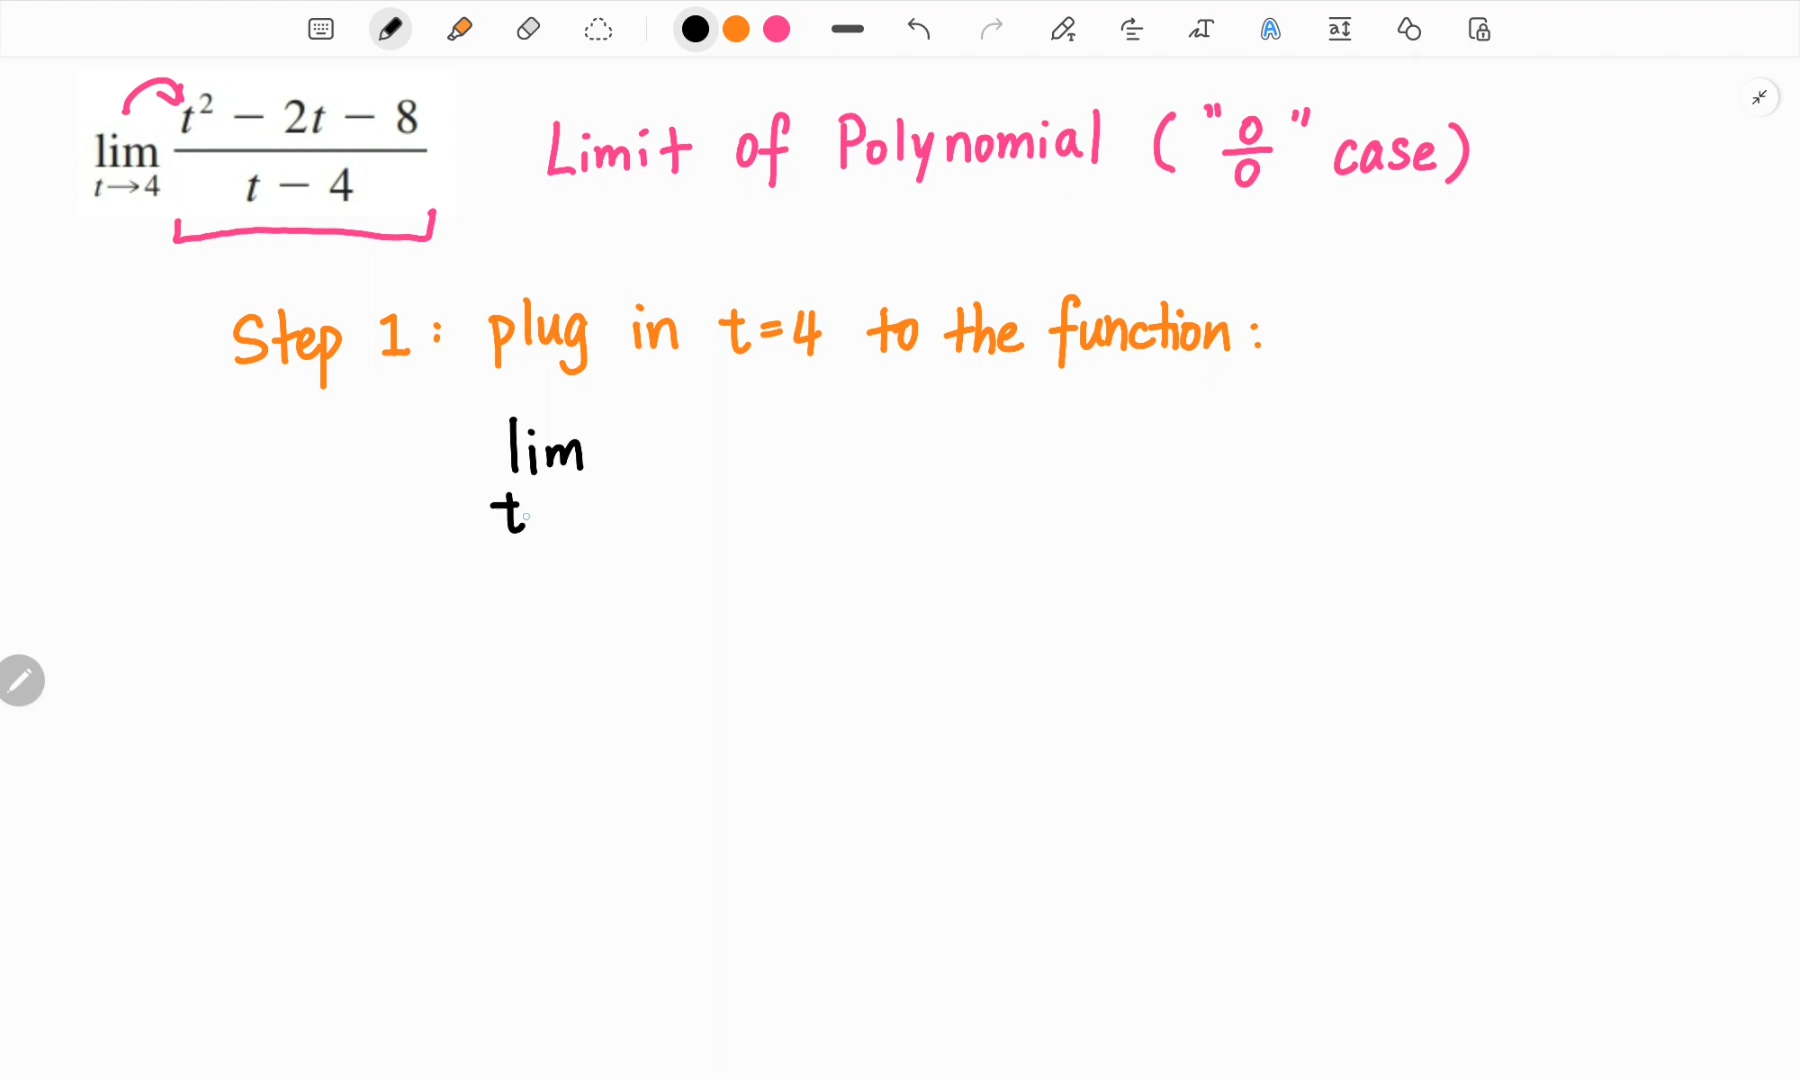 lim t→4 (t² − 2t − 8)/(t − 4)
Limit of Polynomial ( "0/0" case)
Step 1: plug in t=4 to the function:
lim
t